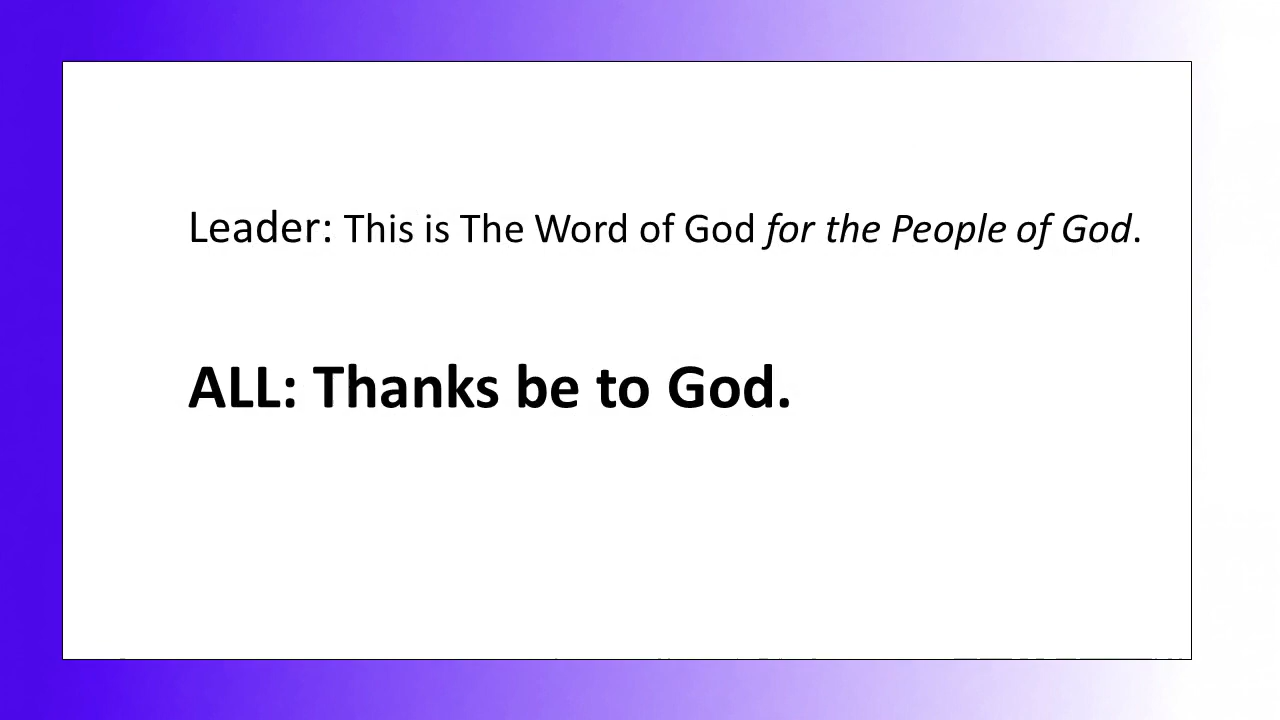 Leader: This is The Word of God for the People of God.
ALL: Thanks be to God.